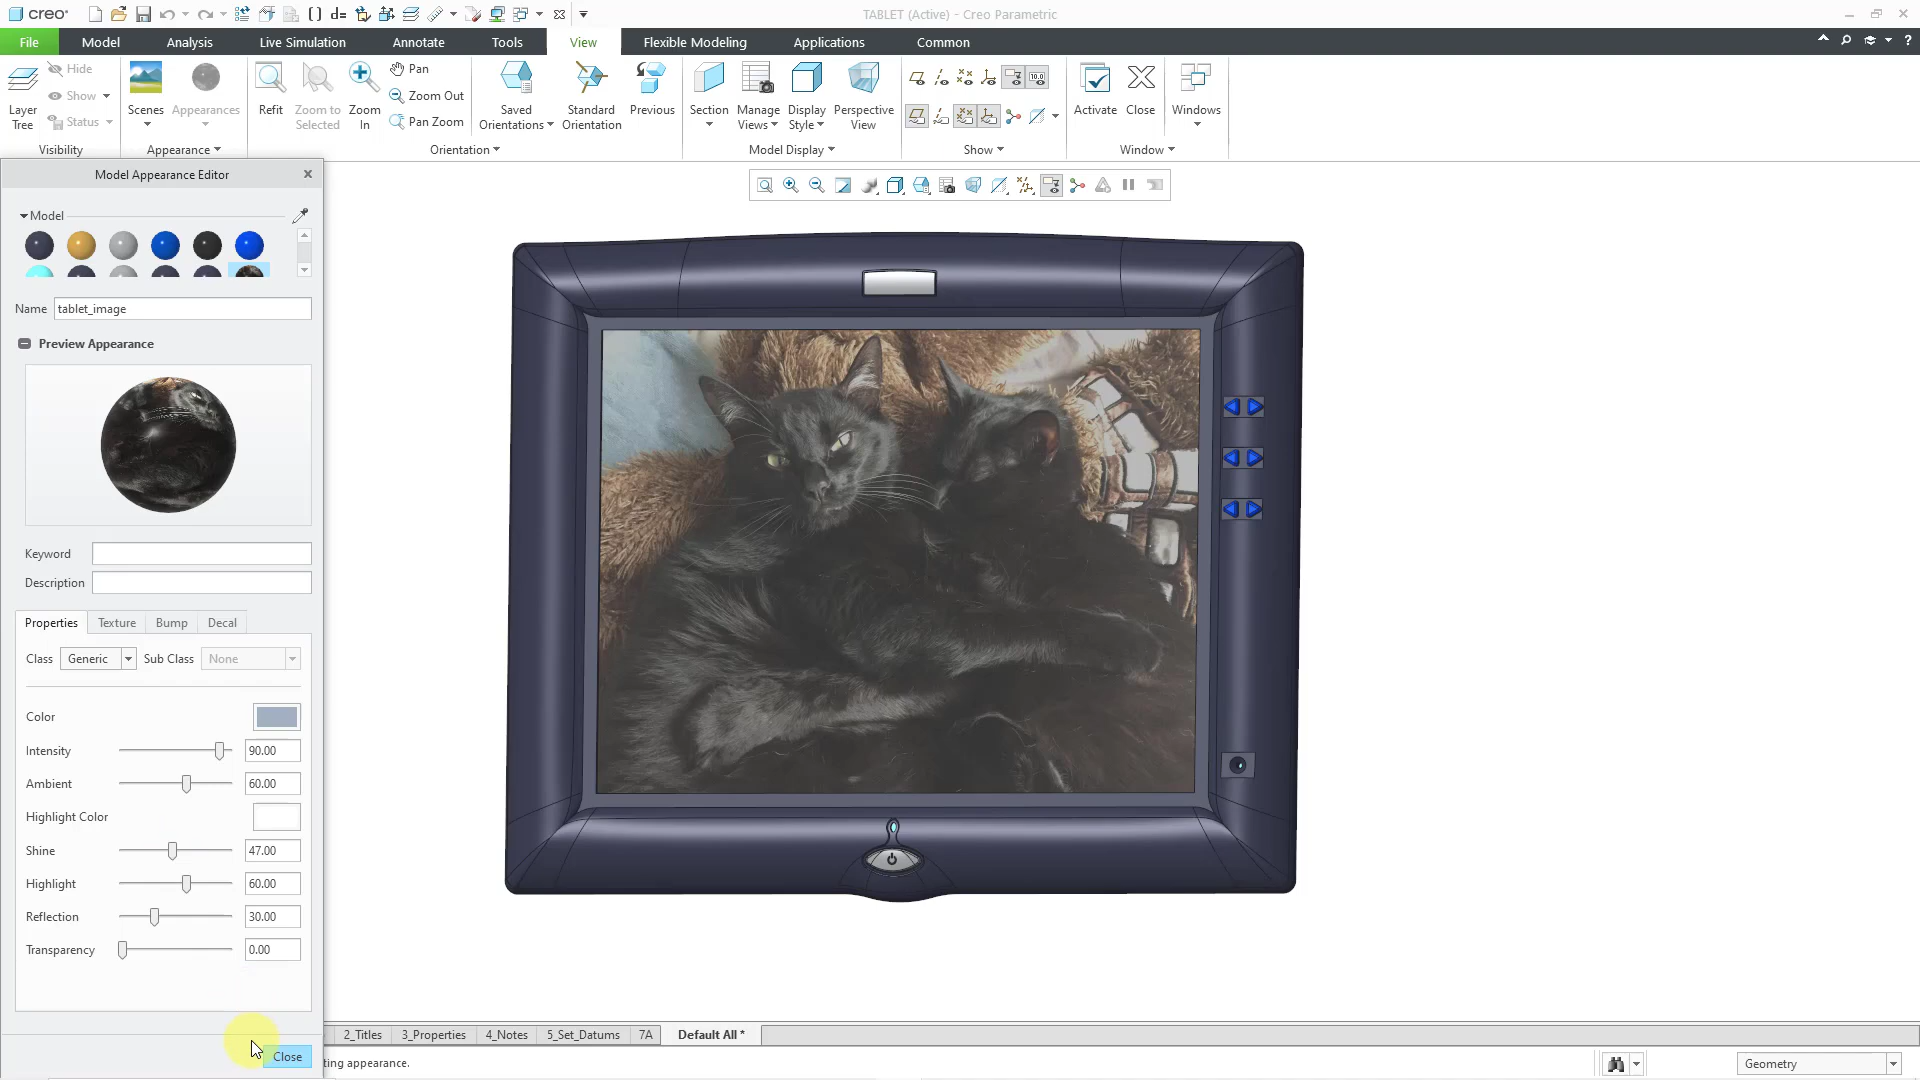 creo
d=
TABLET (Active) - Creo Parametric
File
Model
Analysis
Live Simulation
Annotate
Tools
View
Flexible Modeling
Applications
Common
?
Layer Tree
Hide
Show
Status
Visibility
Scenes
Appearances
Appearance
Refit
Zoom to Selected
Zoom In
Pan
Zoom Out
Pan Zoom
Saved Orientations
Standard Orientation
Previous
Orientation
Section
Manage Views
Display Style
Perspective View
Model Display
10.0
Show
Activate
Close
Windows
Window
Model Appearance Editor
Model
Name
tablet_image
Preview Appearance
Keyword
Description
Properties
Texture
Bump
Decal
Class
Generic
Sub Class
None
Color
Intensity
90.00
Ambient
60.00
Highlight Color
Shine
47.00
Highlight
60.00
Reflection
30.00
Transparency
0.00
Close
2_Titles
3_Properties
4_Notes
5_Set_Datums
7A
Default All *
ting appearance.
Geometry